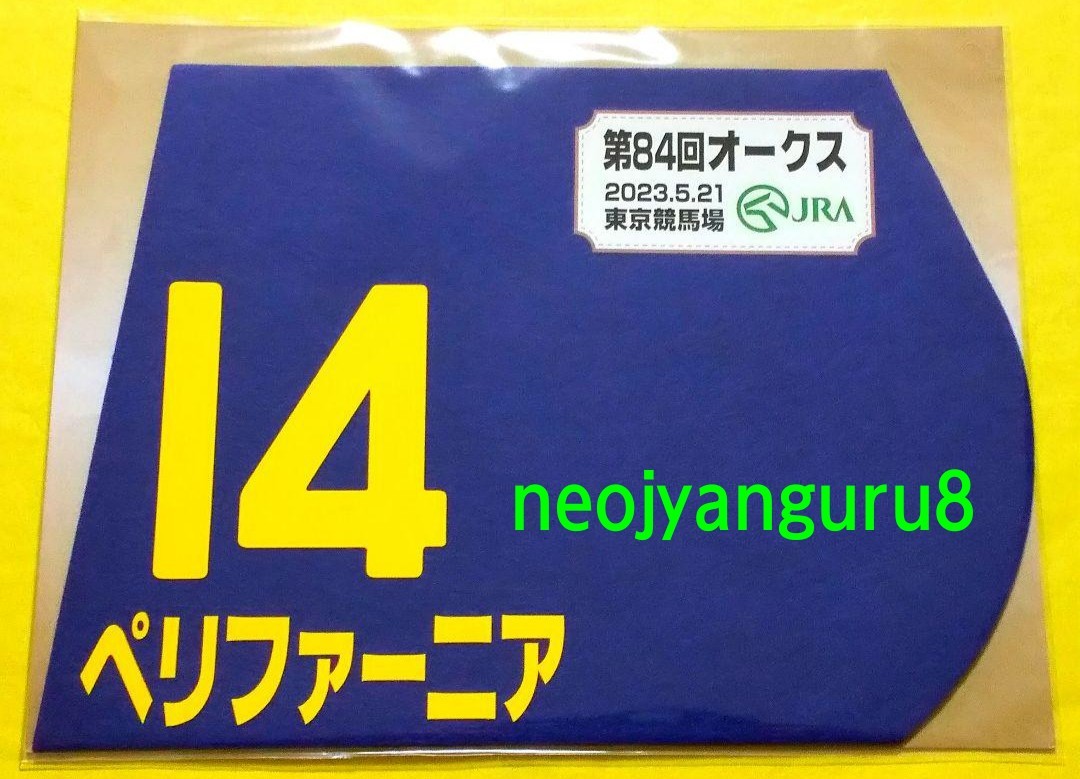 第84回オークス
2023.5.21
東京競馬場
JRA
14
neojyanguru8
ペリファーニア